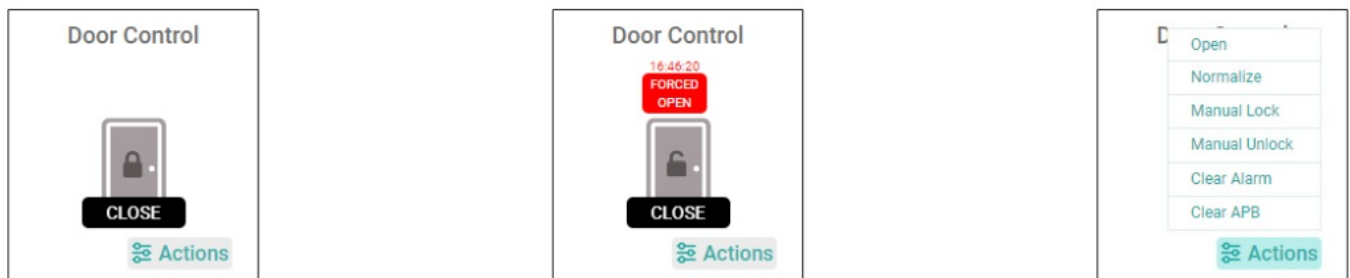 Door Control
CLOSE
Actions
Door Control
16:46:20
FORCED
OPEN
CLOSE
Actions
Open
Normalize
Manual Lock
Manual Unlock
Clear Alarm
Clear APB
Actions